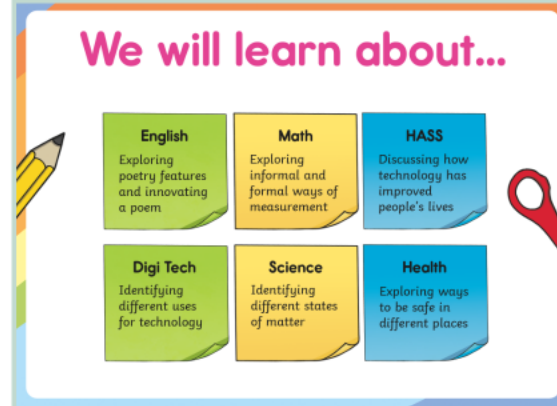 We will learn about...
English
Exploring
poetry features
and innovating
a poem
Math
Exploring
informal and
formal ways of
measurement
HASS
Discussing how
technology has
improved
people's lives
Digi Tech
Identifying
different uses
for technology
Science
Identifying
different states
of matter
Health
Exploring ways
to be safe in
different places